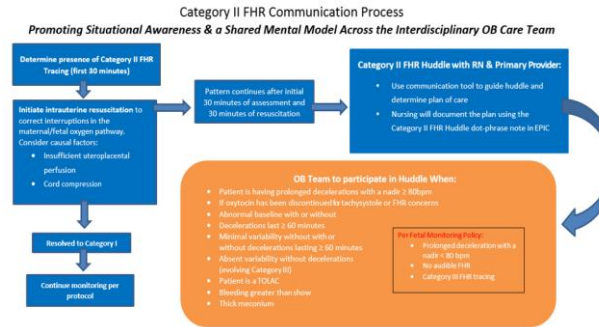 Category II FHR Communication Process
Promoting Situational Awareness & a Shared Mental Model Across the Interdisciplinary OB Care Team
Determine presence of Category II FHR
Tracing (first 30 minutes)
Initiate intrauterine resuscitation to
correct interruptions in the
maternal/fetal oxygen pathway.
Consider causal factors:
• Insufficient uteroplacental
perfusion
• Cord compression
Resolved to Category I
Continue monitoring per
protocol
Pattern continues after initial
30 minutes of assessment and
30 minutes of resuscitation
Category II FHR Huddle with RN & Primary Provider:
• Use communication tool to guide huddle and
determine plan of care
• Nursing will document the plan using the
Category II FHR Huddle dot-phrase note in EPIC
OB Team to participate in Huddle When:
• Patient is having prolonged decelerations with a nadir ≥ 80bpm
• If oxytocin has been discontinued for tachysystole or FHR concerns
• Abnormal baseline with or without
• Decelerations last ≥ 60 minutes
• Minimal variability without with or
without decelerations lasting ≥ 60 minutes
• Absent variability without decelerations
(evolving Category III)
• Patient is a TOLAC
• Bleeding greater than show
• Thick meconium
Per Fetal Monitoring Policy:
• Prolonged deceleration with a
nadir < 80 bpm
• No audible FHR
• Category III FHR tracing